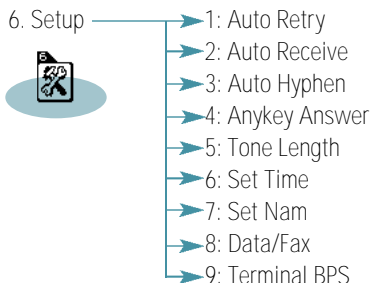 6. Setup
1: Auto Retry
2: Auto Receive
3: Auto Hyphen
4: Anykey Answer
5: Tone Length
6: Set Time
7: Set Nam
8: Data/Fax
9: Terminal BPS
6